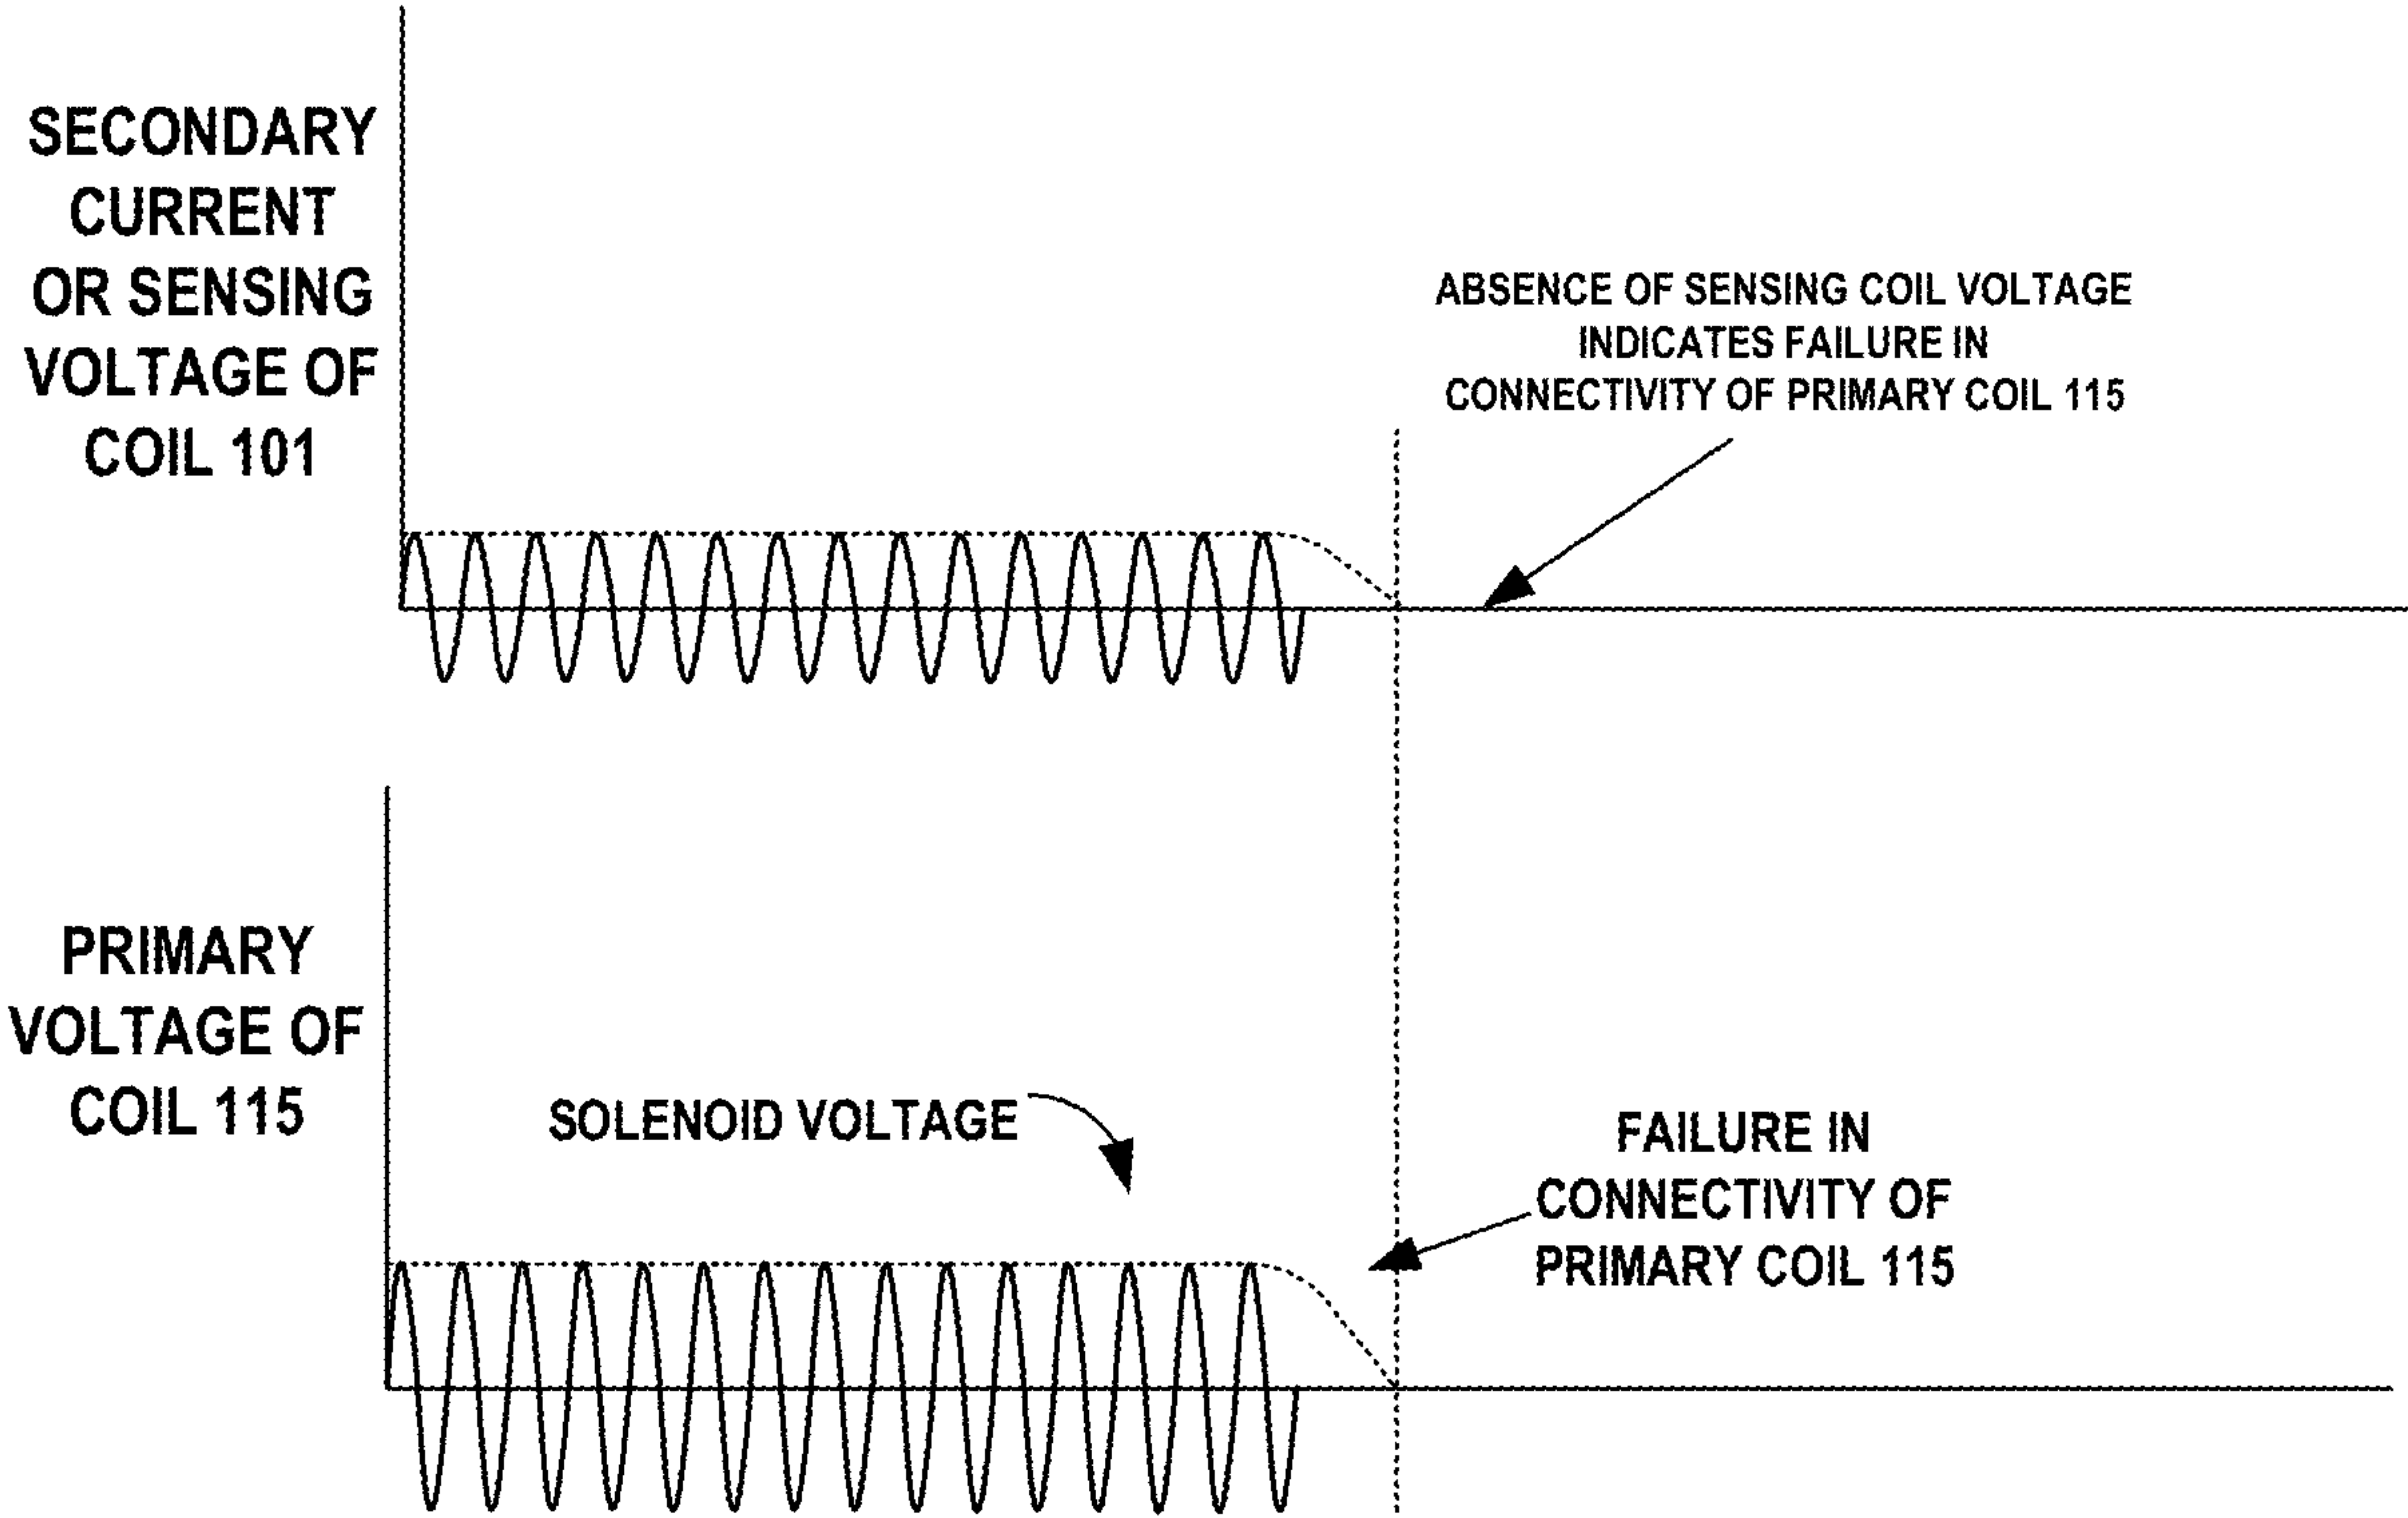 SECONDARY
CURRENT
OR SENSING
VOLTAGE OF
COIL 101
ABSENCE OF SENSING COIL VOLTAGE
INDICATES FAILURE IN
CONNECTIVITY OF PRIMARY COIL 115
PRIMARY
VOLTAGE OF
COIL 115
SOLENOID VOLTAGE
FAILURE IN
CONNECTIVITY OF
PRIMARY COIL 115